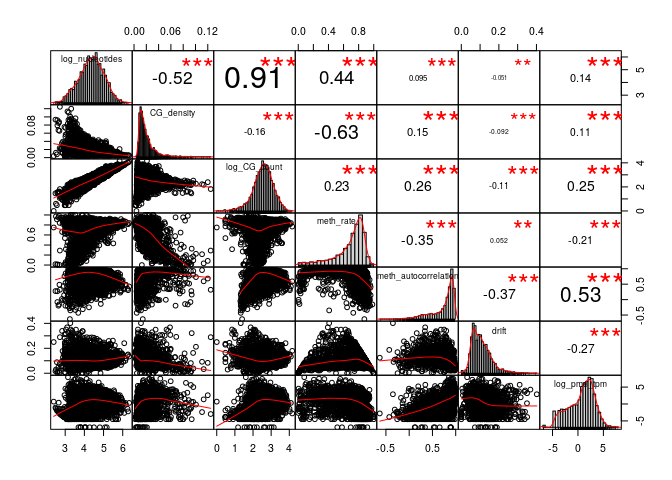 0.00 0.06 0.12 0.0 0.4 0.8 0.0 0.2 0.4
log_nucleotides -0.52 *** 0.91 *** 0.44 *** 0.095 *** -0.051 ** 0.14 *** 3 5
0.00 0.08 CG_density -0.16 *** -0.63 *** 0.15 *** -0.092 *** 0.11 ***
log_CG_count 0.23 *** 0.26 *** -0.11 *** 0.25 *** 0 2 4
0.0 0.6 meth_rate -0.35 *** 0.052 ** -0.21 ***
meth_autocorrelation -0.37 *** 0.53 *** -0.5 0.5
0.0 0.2 0.4 drift -0.27 ***
-5 5
3 4 5 6 0 1 2 3 4 -0.5 0.5 -5 0 5